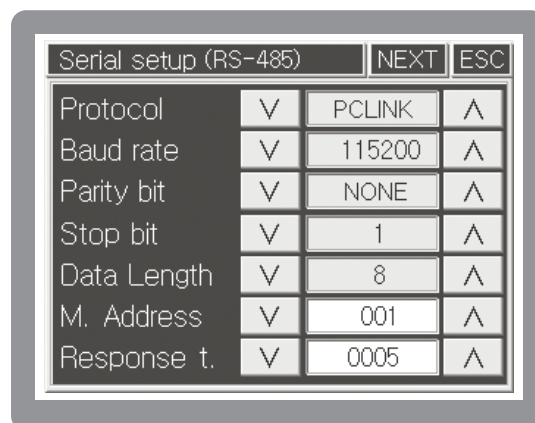 Serial setup (RS-485) NEXT ESC
Protocol V PCLINK Λ
Baud rate V 115200 Λ
Parity bit V NONE Λ
Stop bit V 1 Λ
Data Length V 8 Λ
M. Address V 001 Λ
Response t. V 0005 Λ